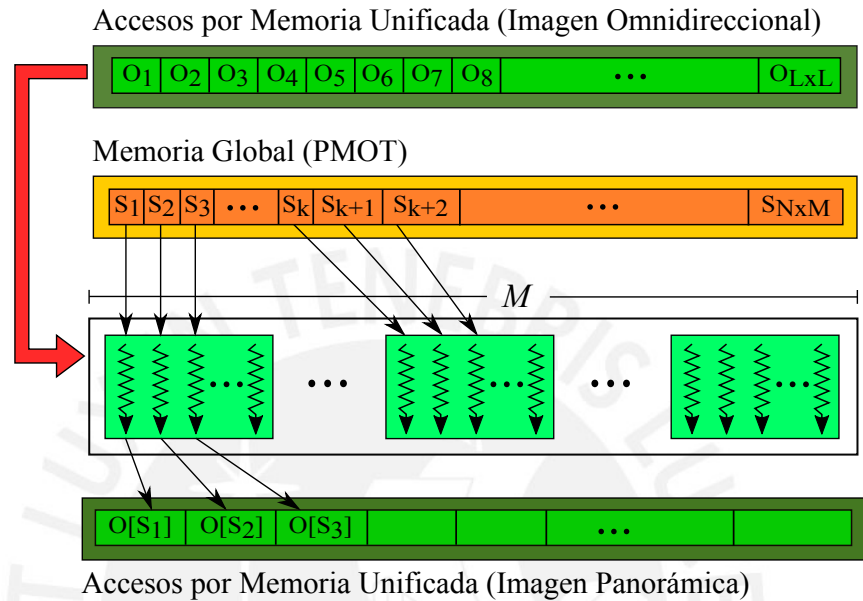 Accesos por Memoria Unificada (Imagen Omnidireccional)
O1 O2 O3 O4 O5 O6 O7 O8 ••• OLxL
Memoria Global (PMOT)
S1 S2 S3 ••• Sk Sk+1 Sk+2 ••• SNxM
M
••• ••• ••• •••
O[S1] O[S2] O[S3] •••
Accesos por Memoria Unificada (Imagen Panorámica)